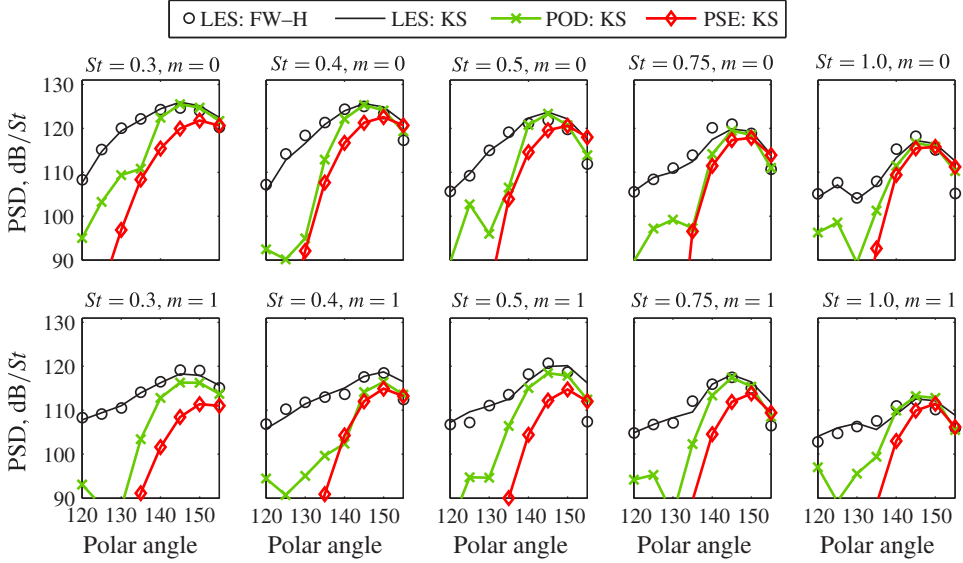 LES: FW–H LES: KS POD: KS PSE: KS
St = 0.3, m = 0 St = 0.4, m = 0 St = 0.5, m = 0 St = 0.75, m = 0 St = 1.0, m = 0
130
120
110
100
90
PSD, dB/St
St = 0.3, m = 1 St = 0.4, m = 1 St = 0.5, m = 1 St = 0.75, m = 1 St = 1.0, m = 1
130
120
110
100
90
PSD, dB/St
120 130 140 150 120 130 140 150 120 130 140 150 120 130 140 150 120 130 140 150
Polar angle Polar angle Polar angle Polar angle Polar angle